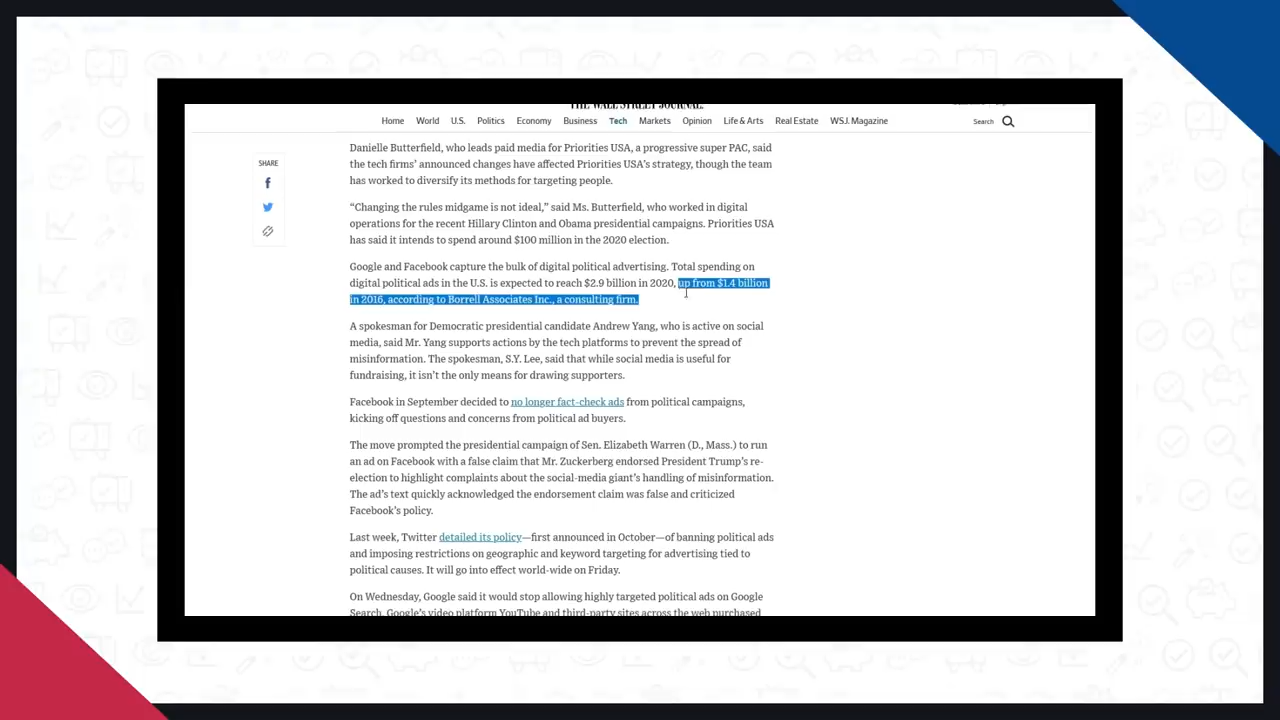 THE WALL STREET JOURNAL.
Home World U.S. Politics Economy Business Tech Markets Opinion Life & Arts Real Estate WSJ. Magazine Search
SHARE
Danielle Butterfield, who leads paid media for Priorities USA, a progressive super PAC, said
the tech firms’ announced changes have affected Priorities USA’s strategy, though the team
has worked to diversify its methods for targeting people.
“Changing the rules midgame is not ideal,” said Ms. Butterfield, who worked in digital
operations for the recent Hillary Clinton and Obama presidential campaigns. Priorities USA
has said it intends to spend around $100 million in the 2020 election.
Google and Facebook capture the bulk of digital political advertising. Total spending on
digital political ads in the U.S. is expected to reach $2.9 billion in 2020, up from $1.4 billion
in 2016, according to Borrell Associates Inc., a consulting firm.
A spokesman for Democratic presidential candidate Andrew Yang, who is active on social
media, said Mr. Yang supports actions by the tech platforms to prevent the spread of
misinformation. The spokesman, S.Y. Lee, said that while social media is useful for
fundraising, it isn’t the only means for drawing supporters.
Facebook in September decided to no longer fact-check ads from political campaigns,
kicking off questions and concerns from political ad buyers.
The move prompted the presidential campaign of Sen. Elizabeth Warren (D., Mass.) to run
an ad on Facebook with a false claim that Mr. Zuckerberg endorsed President Trump’s re-
election to highlight complaints about the social-media giant’s handling of misinformation.
The ad’s text quickly acknowledged the endorsement claim was false and criticized
Facebook’s policy.
Last week, Twitter detailed its policy—first announced in October—of banning political ads
and imposing restrictions on geographic and keyword targeting for advertising tied to
political causes. It will go into effect world-wide on Friday.
On Wednesday, Google said it would stop allowing highly targeted political ads on Google
Search, Google’s video platform YouTube and third-party sites across the web purchased